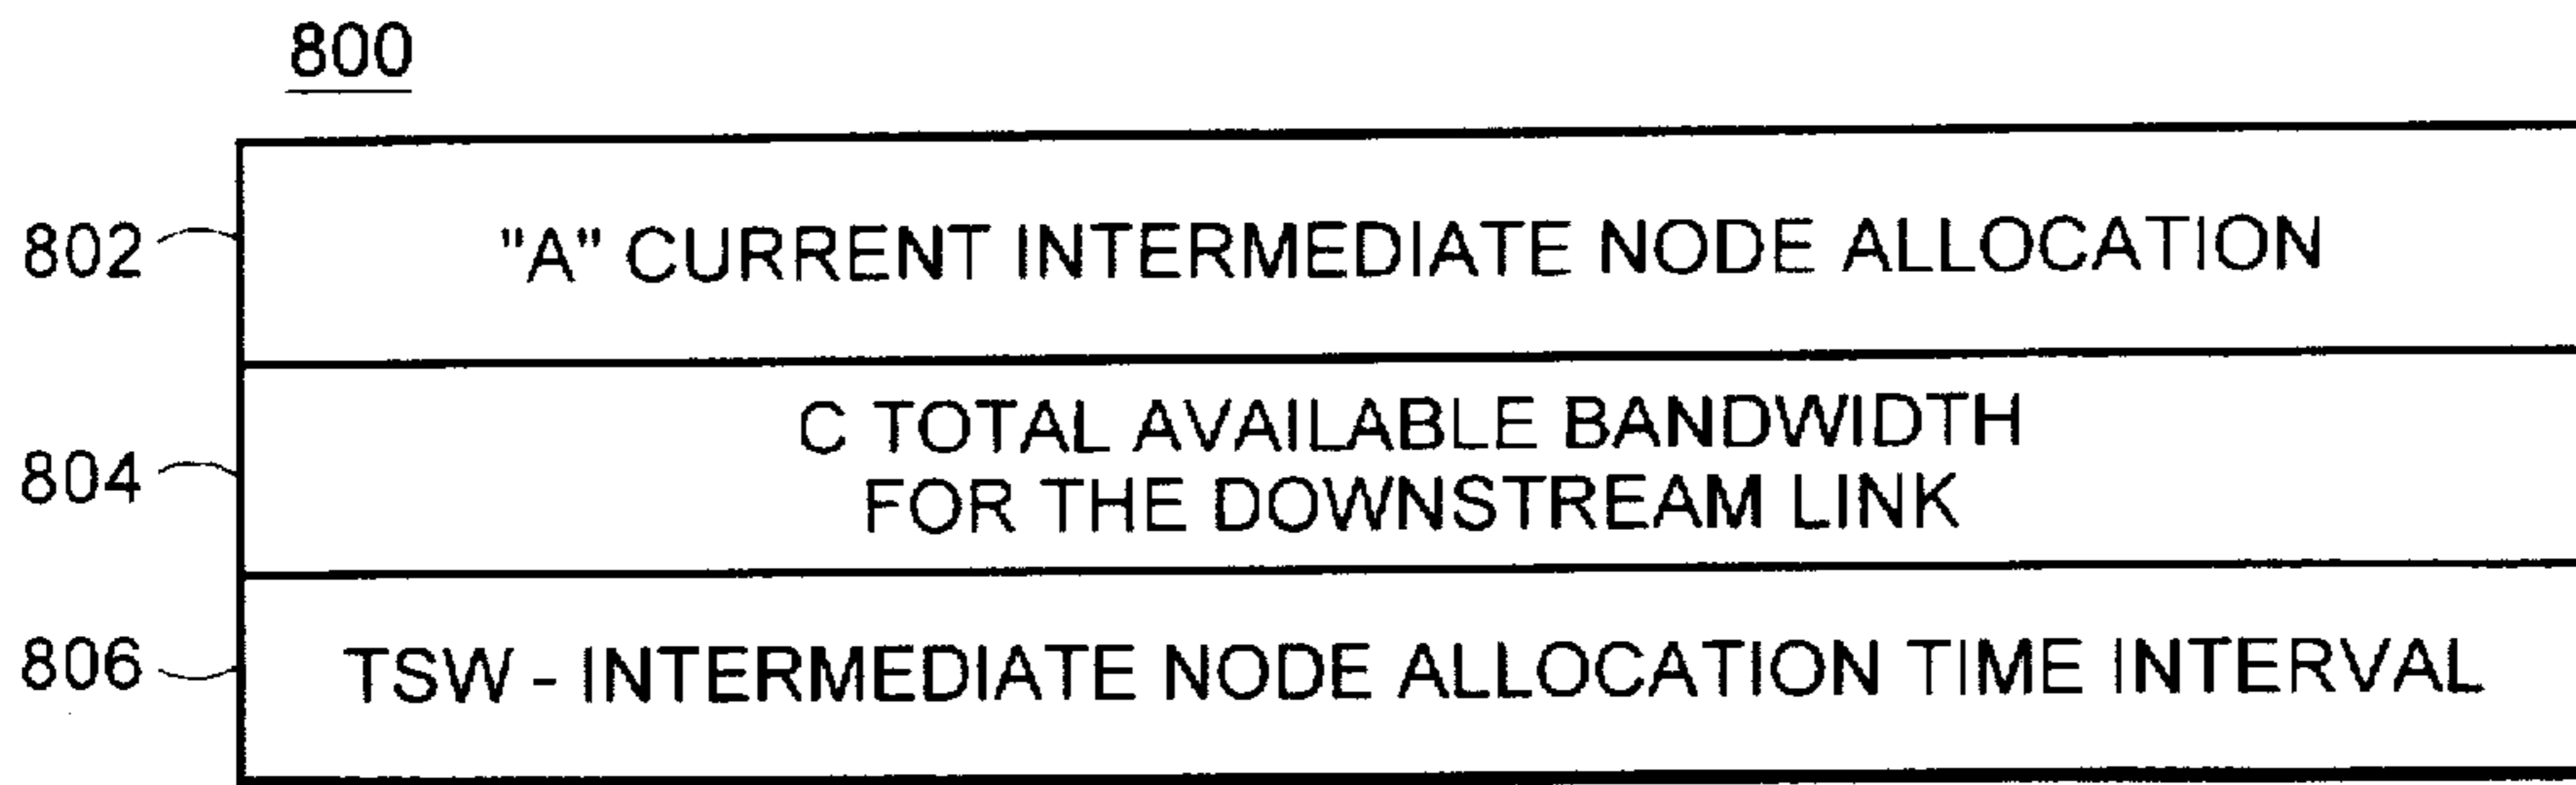 800
802
"A" CURRENT INTERMEDIATE NODE ALLOCATION
804
C TOTAL AVAILABLE BANDWIDTH
FOR THE DOWNSTREAM LINK
806
TSW - INTERMEDIATE NODE ALLOCATION TIME INTERVAL